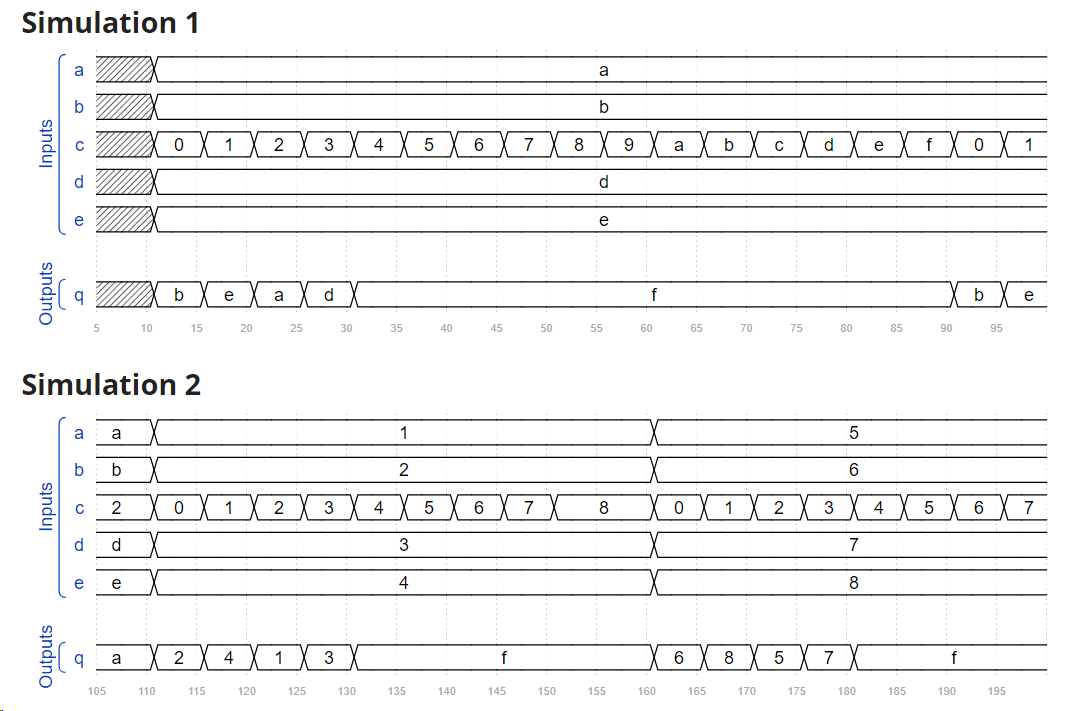 Simulation 1
Inputs
a a
b b
c 0 1 2 3 4 5 6 7 8 9 a b c d e f 0 1
d d
e e
Outputs
q b e a d f b e
5 10 15 20 25 30 35 40 45 50 55 60 65 70 75 80 85 90 95
Simulation 2
Inputs
a a 1 5
b b 2 6
c 2 0 1 2 3 4 5 6 7 8 0 1 2 3 4 5 6 7
d d 3 7
e e 4 8
Outputs
q a 2 4 1 3 f 6 8 5 7 f
105 110 115 120 125 130 135 140 145 150 155 160 165 170 175 180 185 190 195